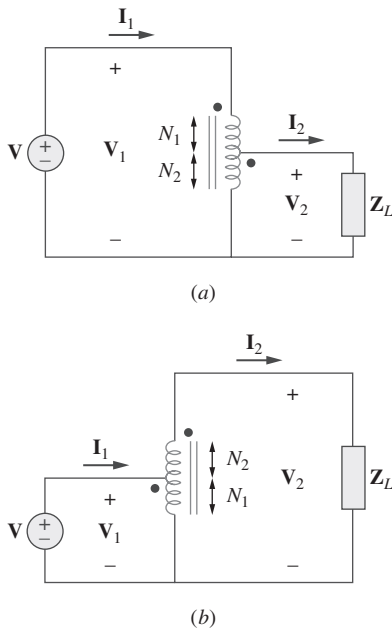 I1
+
V
+
−
V1
N1
N2
I2
+
V2
ZL
−
−
(a)
I2
+
I1
N2
N1
V2
ZL
+
V
+
−
V1
−
−
(b)